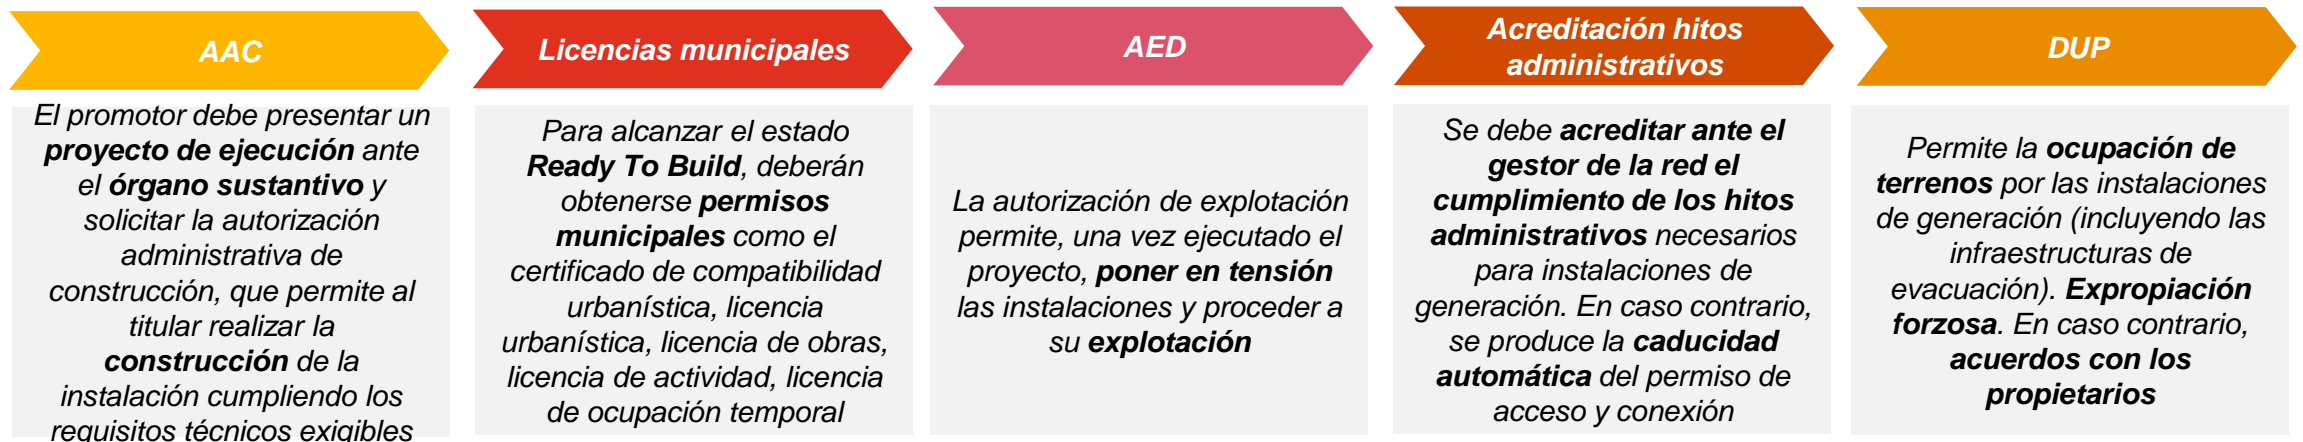 AAC
El promotor debe presentar un
proyecto de ejecución ante
el órgano sustantivo y
solicitar la autorización
administrativa de
construcción, que permite al
titular realizar la
construcción de la
instalación cumpliendo los
requisitos técnicos exigibles
Licencias municipales
Para alcanzar el estado
Ready To Build, deberán
obtenerse permisos
municipales como el
certificado de compatibilidad
urbanística, licencia
urbanística, licencia de obras,
licencia de actividad, licencia
de ocupación temporal
AED
La autorización de explotación
permite, una vez ejecutado el
proyecto, poner en tensión
las instalaciones y proceder a
su explotación
Acreditación hitos
administrativos
Se debe acreditar ante el
gestor de la red el
cumplimiento de los hitos
administrativos necesarios
para instalaciones de
generación. En caso contrario,
se produce la caducidad
automática del permiso de
acceso y conexión
DUP
Permite la ocupación de
terrenos por las instalaciones
de generación (incluyendo las
infraestructuras de
evacuación). Expropiación
forzosa. En caso contrario,
acuerdos con los
propietarios